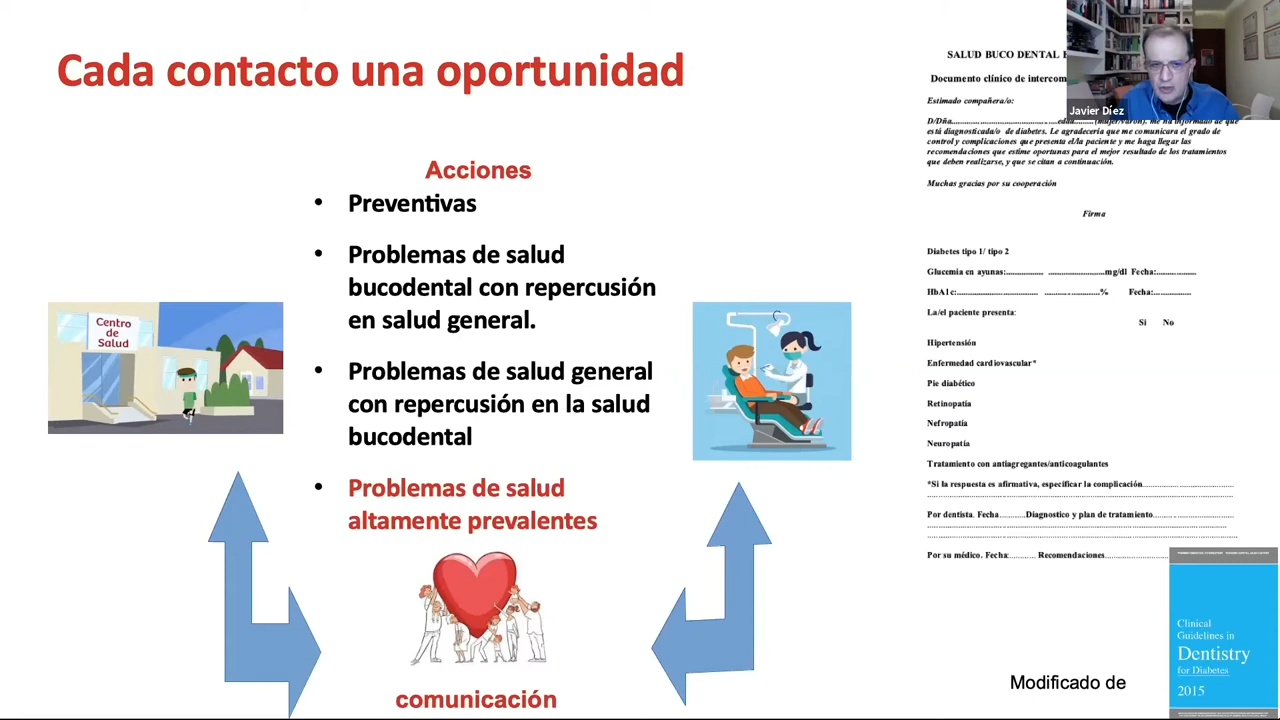 Cada contacto una oportunidad
Acciones
• Preventivas
• Problemas de salud
bucodental con repercusión
en salud general.
• Problemas de salud general
con repercusión en la salud
bucodental
• Problemas de salud
altamente prevalentes
Centro
de
Salud
comunicación
SALUD BUCO DENTAL
Documento clínico de
Javier Díez
Estimado compañera/o:
D/Dña.....................................edad........(mujer/varón). me ha informado de que
está diagnosticada/o de diabetes. Le agradecería que me comunicara el grado de
control y complicaciones que presenta el/la paciente y me haga llegar las
recomendaciones que estime oportunas para el mejor resultado de los tratamientos
que deben realizarse, y que se citan a continuación.
Muchas gracias por su cooperación
Firma
Diabetes tipo 1/ tipo 2
Glucemia en ayunas:.............. ......................mg/dl Fecha:...............
HbA1c:............................... ......................% Fecha:..............
La/el paciente presenta:
Si No
Hipertensión
Enfermedad cardiovascular*
Pie diabético
Retinopatía
Nefropatía
Neuropatía
Tratamiento con antiagregantes/anticoagulantes
*Si la respuesta es afirmativa, especificar la complicación...................................
Por dentista. Fecha..........Diagnostico y plan de tratamiento...............................
Por su médico. Fecha:.......... Recomendaciones........................
Modificado de
Clinical
Guidelines in
Dentistry
for Diabetes
2015